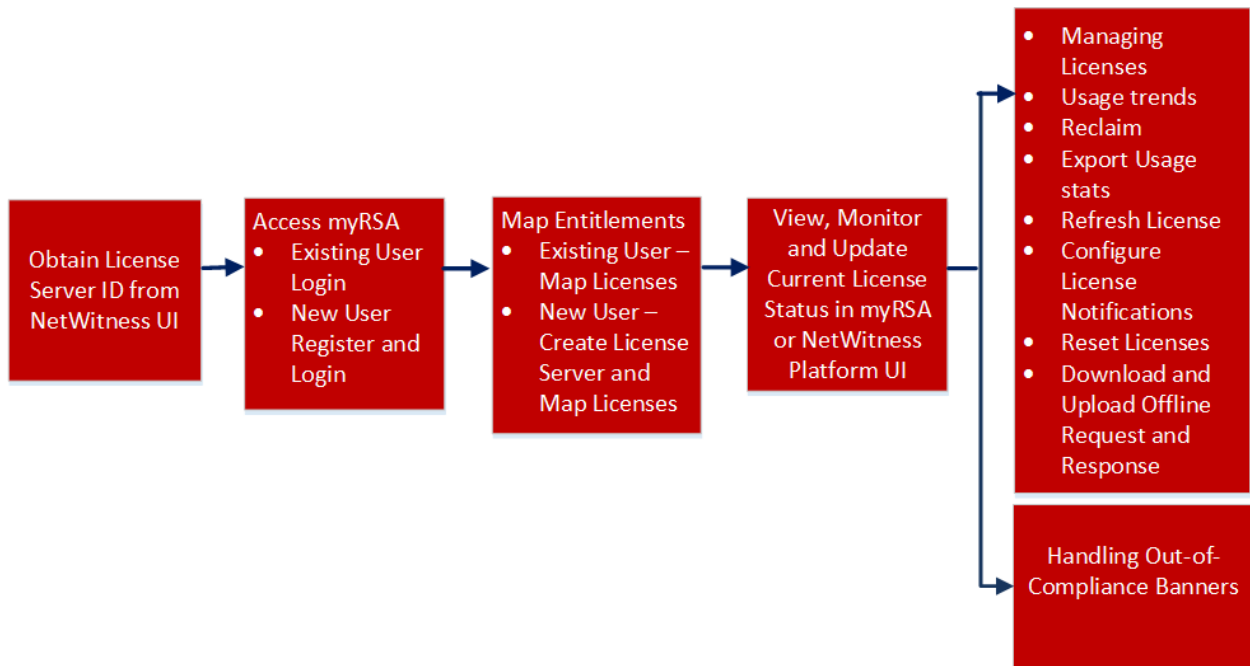 Obtain License
Server ID from
NetWitness UI
Access myRSA
• Existing User
Login
• New User
Register and
Login
Map Entitlements
• Existing User –
Map Licenses
• New User –
Create License
Server and
Map Licenses
View, Monitor
and Update
Current License
Status in myRSA
or NetWitness
Platform UI
• Managing
Licenses
• Usage trends
• Reclaim
• Export Usage
stats
• Refresh License
• Configure
License
Notifications
• Reset Licenses
• Download and
Upload Offline
Request and
Response
Handling Out-of-
Compliance Banners